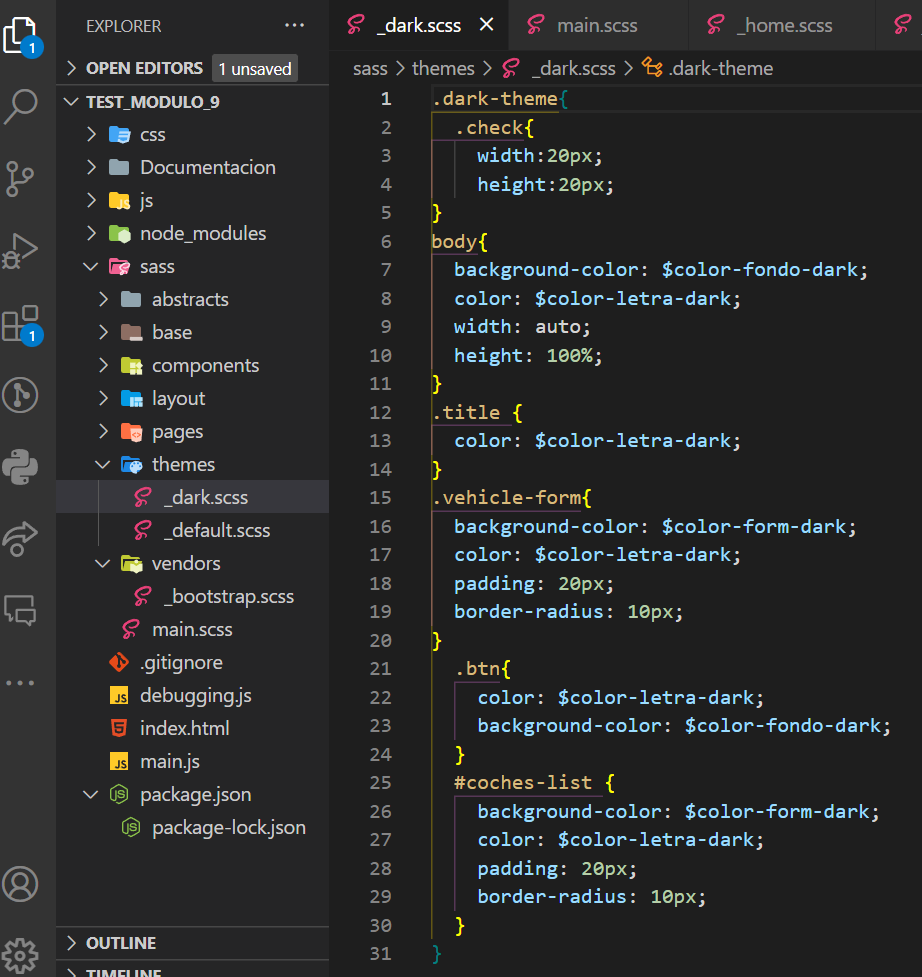 EXPLORER
OPEN EDITORS 1 unsaved
TEST_MODULO_9
css
Documentacion
js
node_modules
sass
abstracts
base
components
layout
pages
themes
_dark.scss
_default.scss
vendors
_bootstrap.scss
main.scss
.gitignore
debugging.js
index.html
main.js
package.json
package-lock.json
OUTLINE
TIMELINE
1
1
_dark.scss main.scss _home.scss
sass > themes > _dark.scss > .dark-theme
1 .dark-theme{
2 .check{
3 width:20px;
4 height:20px;
5 }
6 body{
7 background-color: $color-fondo-dark;
8 color: $color-letra-dark;
9 width: auto;
10 height: 100%;
11 }
12 .title {
13 color: $color-letra-dark;
14 }
15 .vehicle-form{
16 background-color: $color-form-dark;
17 color: $color-letra-dark;
18 padding: 20px;
19 border-radius: 10px;
20 }
21 .btn{
22 color: $color-letra-dark;
23 background-color: $color-fondo-dark;
24 }
25 #coches-list {
26 background-color: $color-form-dark;
27 color: $color-letra-dark;
28 padding: 20px;
29 border-radius: 10px;
30 }
31 }